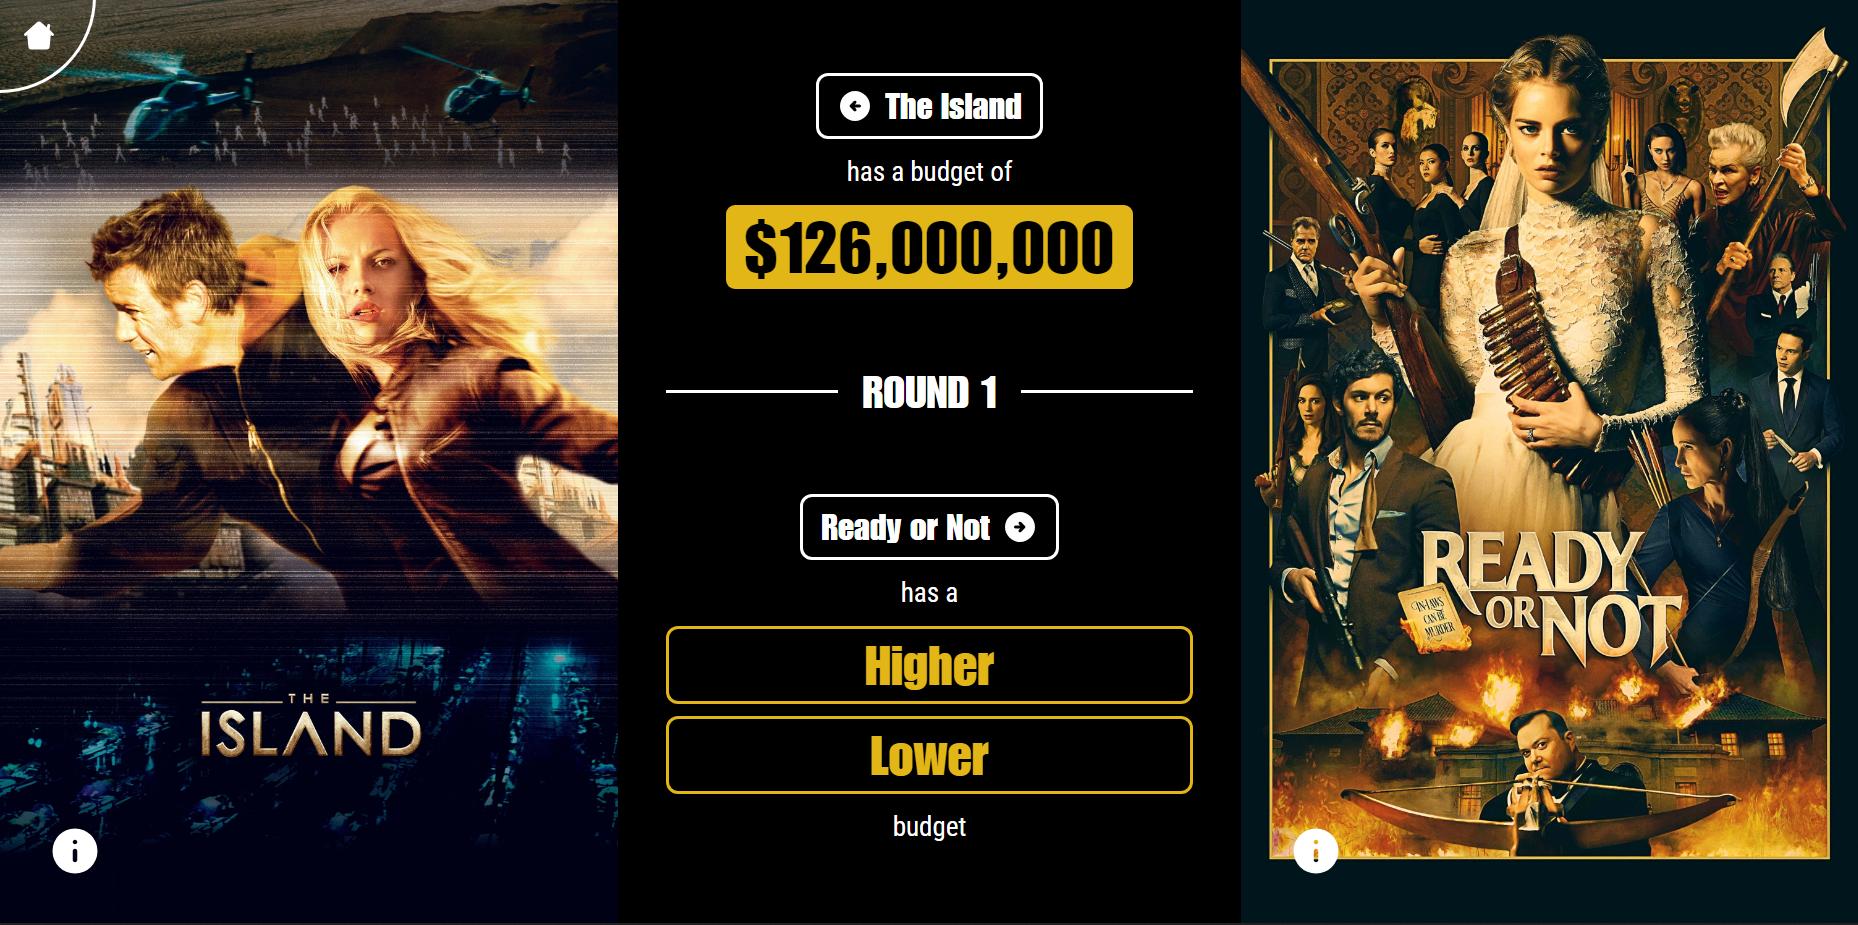 The Island
has a budget of
$126,000,000
ROUND 1
Ready or Not
has a
Higher
Lower
budget
THE
ISLAND
READY
OR NOT
IN-LAWS
CAN BE
MURDER